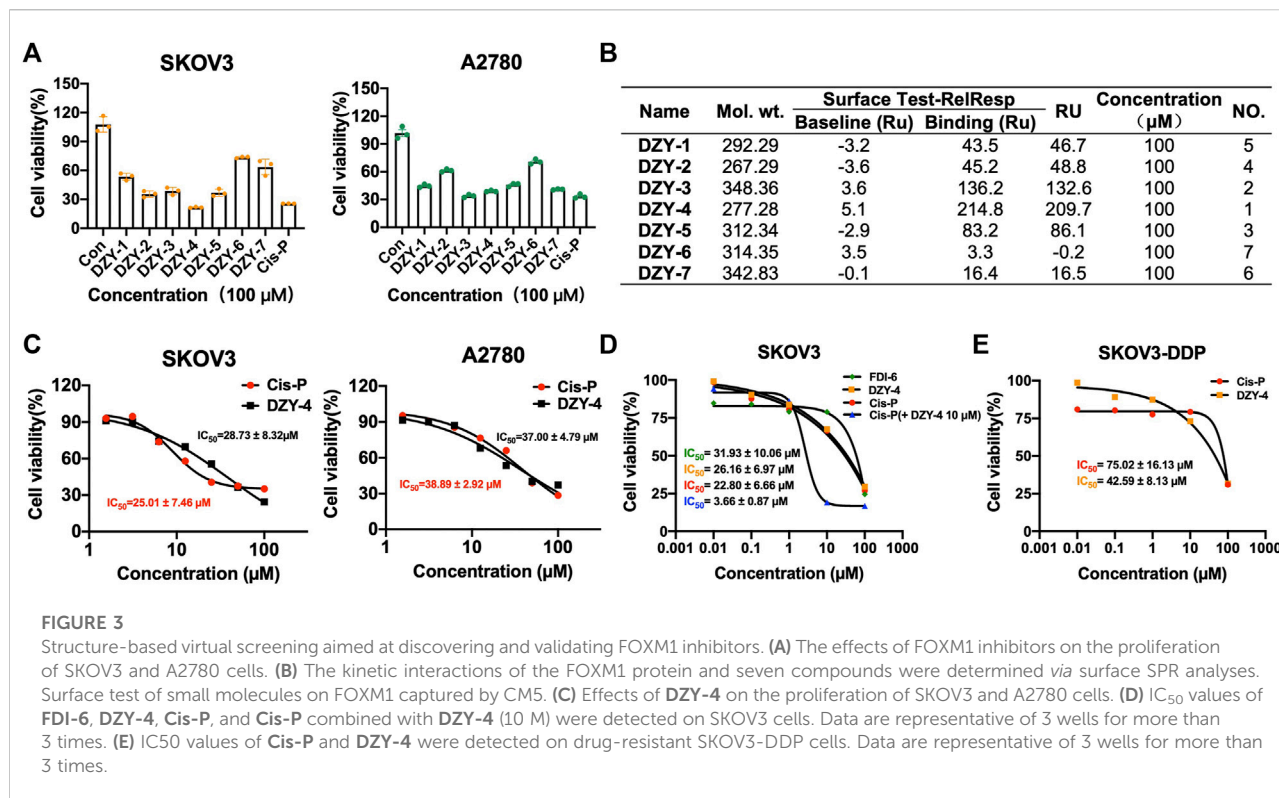 A
SKOV3
Cell viability(%)
150
120
90
60
30
0
Con
DZY-1
DZY-2
DZY-3
DZY-4
DZY-5
DZY-6
DZY-7
Cis-P
Concentration（100 µM）
A2780
Cell viability(%)
150
120
90
60
30
0
Con
DZY-1
DZY-2
DZY-3
DZY-4
DZY-5
DZY-6
DZY-7
Cis-P
Concentration（100 µM）
B
Name Mol. wt. Surface Test-RelResp RU Concentration（µM） NO.
Baseline (Ru) Binding (Ru)
DZY-1 292.29 -3.2 43.5 46.7 100 5
DZY-2 267.29 -3.6 45.2 48.8 100 4
DZY-3 348.36 3.6 136.2 132.6 100 2
DZY-4 277.28 5.1 214.8 209.7 100 1
DZY-5 312.34 -2.9 83.2 86.1 100 3
DZY-6 314.35 3.5 3.3 -0.2 100 7
DZY-7 342.83 -0.1 16.4 16.5 100 6
C
SKOV3
Cell viability(%)
120
90
60
30
0
Cis-P
DZY-4
IC50=28.73 ± 8.32µM
IC50=25.01 ± 7.46 µM
1 10 100
Concentration (µM)
A2780
Cell viability(%)
120
90
60
30
0
Cis-P
DZY-4
IC50=37.00 ± 4.79 µM
IC50=38.89 ± 2.92 µM
1 10 100
Concentration (µM)
D
SKOV3
Cell viability(%)
100
75
50
25
0
FDI-6
DZY-4
Cis-P
Cis-P(+ DZY-4 10 µM)
IC50= 31.93 ± 10.06 µM
IC50= 26.16 ± 6.97 µM
IC50= 22.80 ± 6.66 µM
IC50= 3.66 ± 0.87 µM
0.001 0.01 0.1 1 10 100 1000
Concentration (µM)
E
SKOV3-DDP
Cell viability(%)
100
75
50
25
0
Cis-P
DZY-4
IC50= 75.02 ± 16.13 µM
IC50= 42.59 ± 8.13 µM
0.001 0.01 0.1 1 10 100 1000
Concentration (µM)
FIGURE 3
Structure-based virtual screening aimed at discovering and validating FOXM1 inhibitors. (A) The effects of FOXM1 inhibitors on the proliferation
of SKOV3 and A2780 cells. (B) The kinetic interactions of the FOXM1 protein and seven compounds were determined via surface SPR analyses.
Surface test of small molecules on FOXM1 captured by CM5. (C) Effects of DZY-4 on the proliferation of SKOV3 and A2780 cells. (D) IC50 values of
FDI-6, DZY-4, Cis-P, and Cis-P combined with DZY-4 (10 M) were detected on SKOV3 cells. Data are representative of 3 wells for more than
3 times. (E) IC50 values of Cis-P and DZY-4 were detected on drug-resistant SKOV3-DDP cells. Data are representative of 3 wells for more than
3 times.